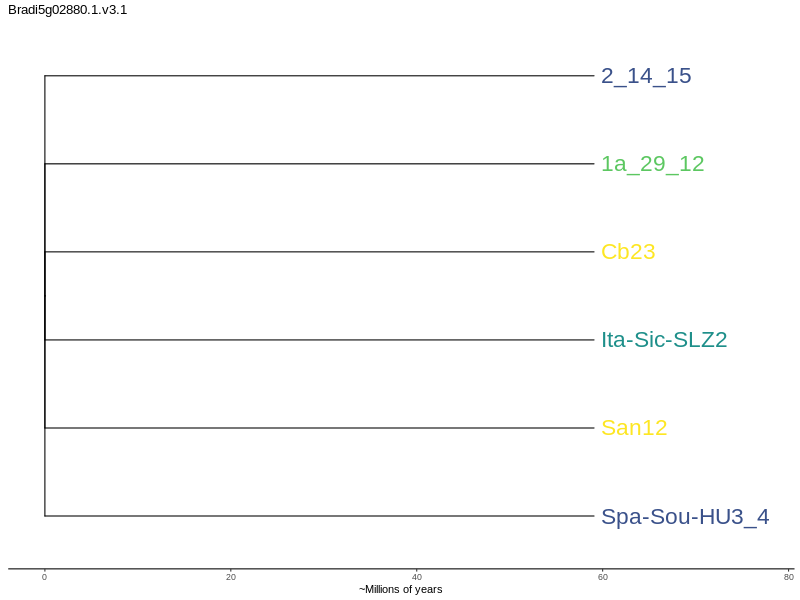 Bradi5g02880.1.v3.1
2_14_15
1a_29_12
Cb23
Ita-Sic-SLZ2
San12
Spa-Sou-HU3_4
0 20 40 60 80
~Millions of years